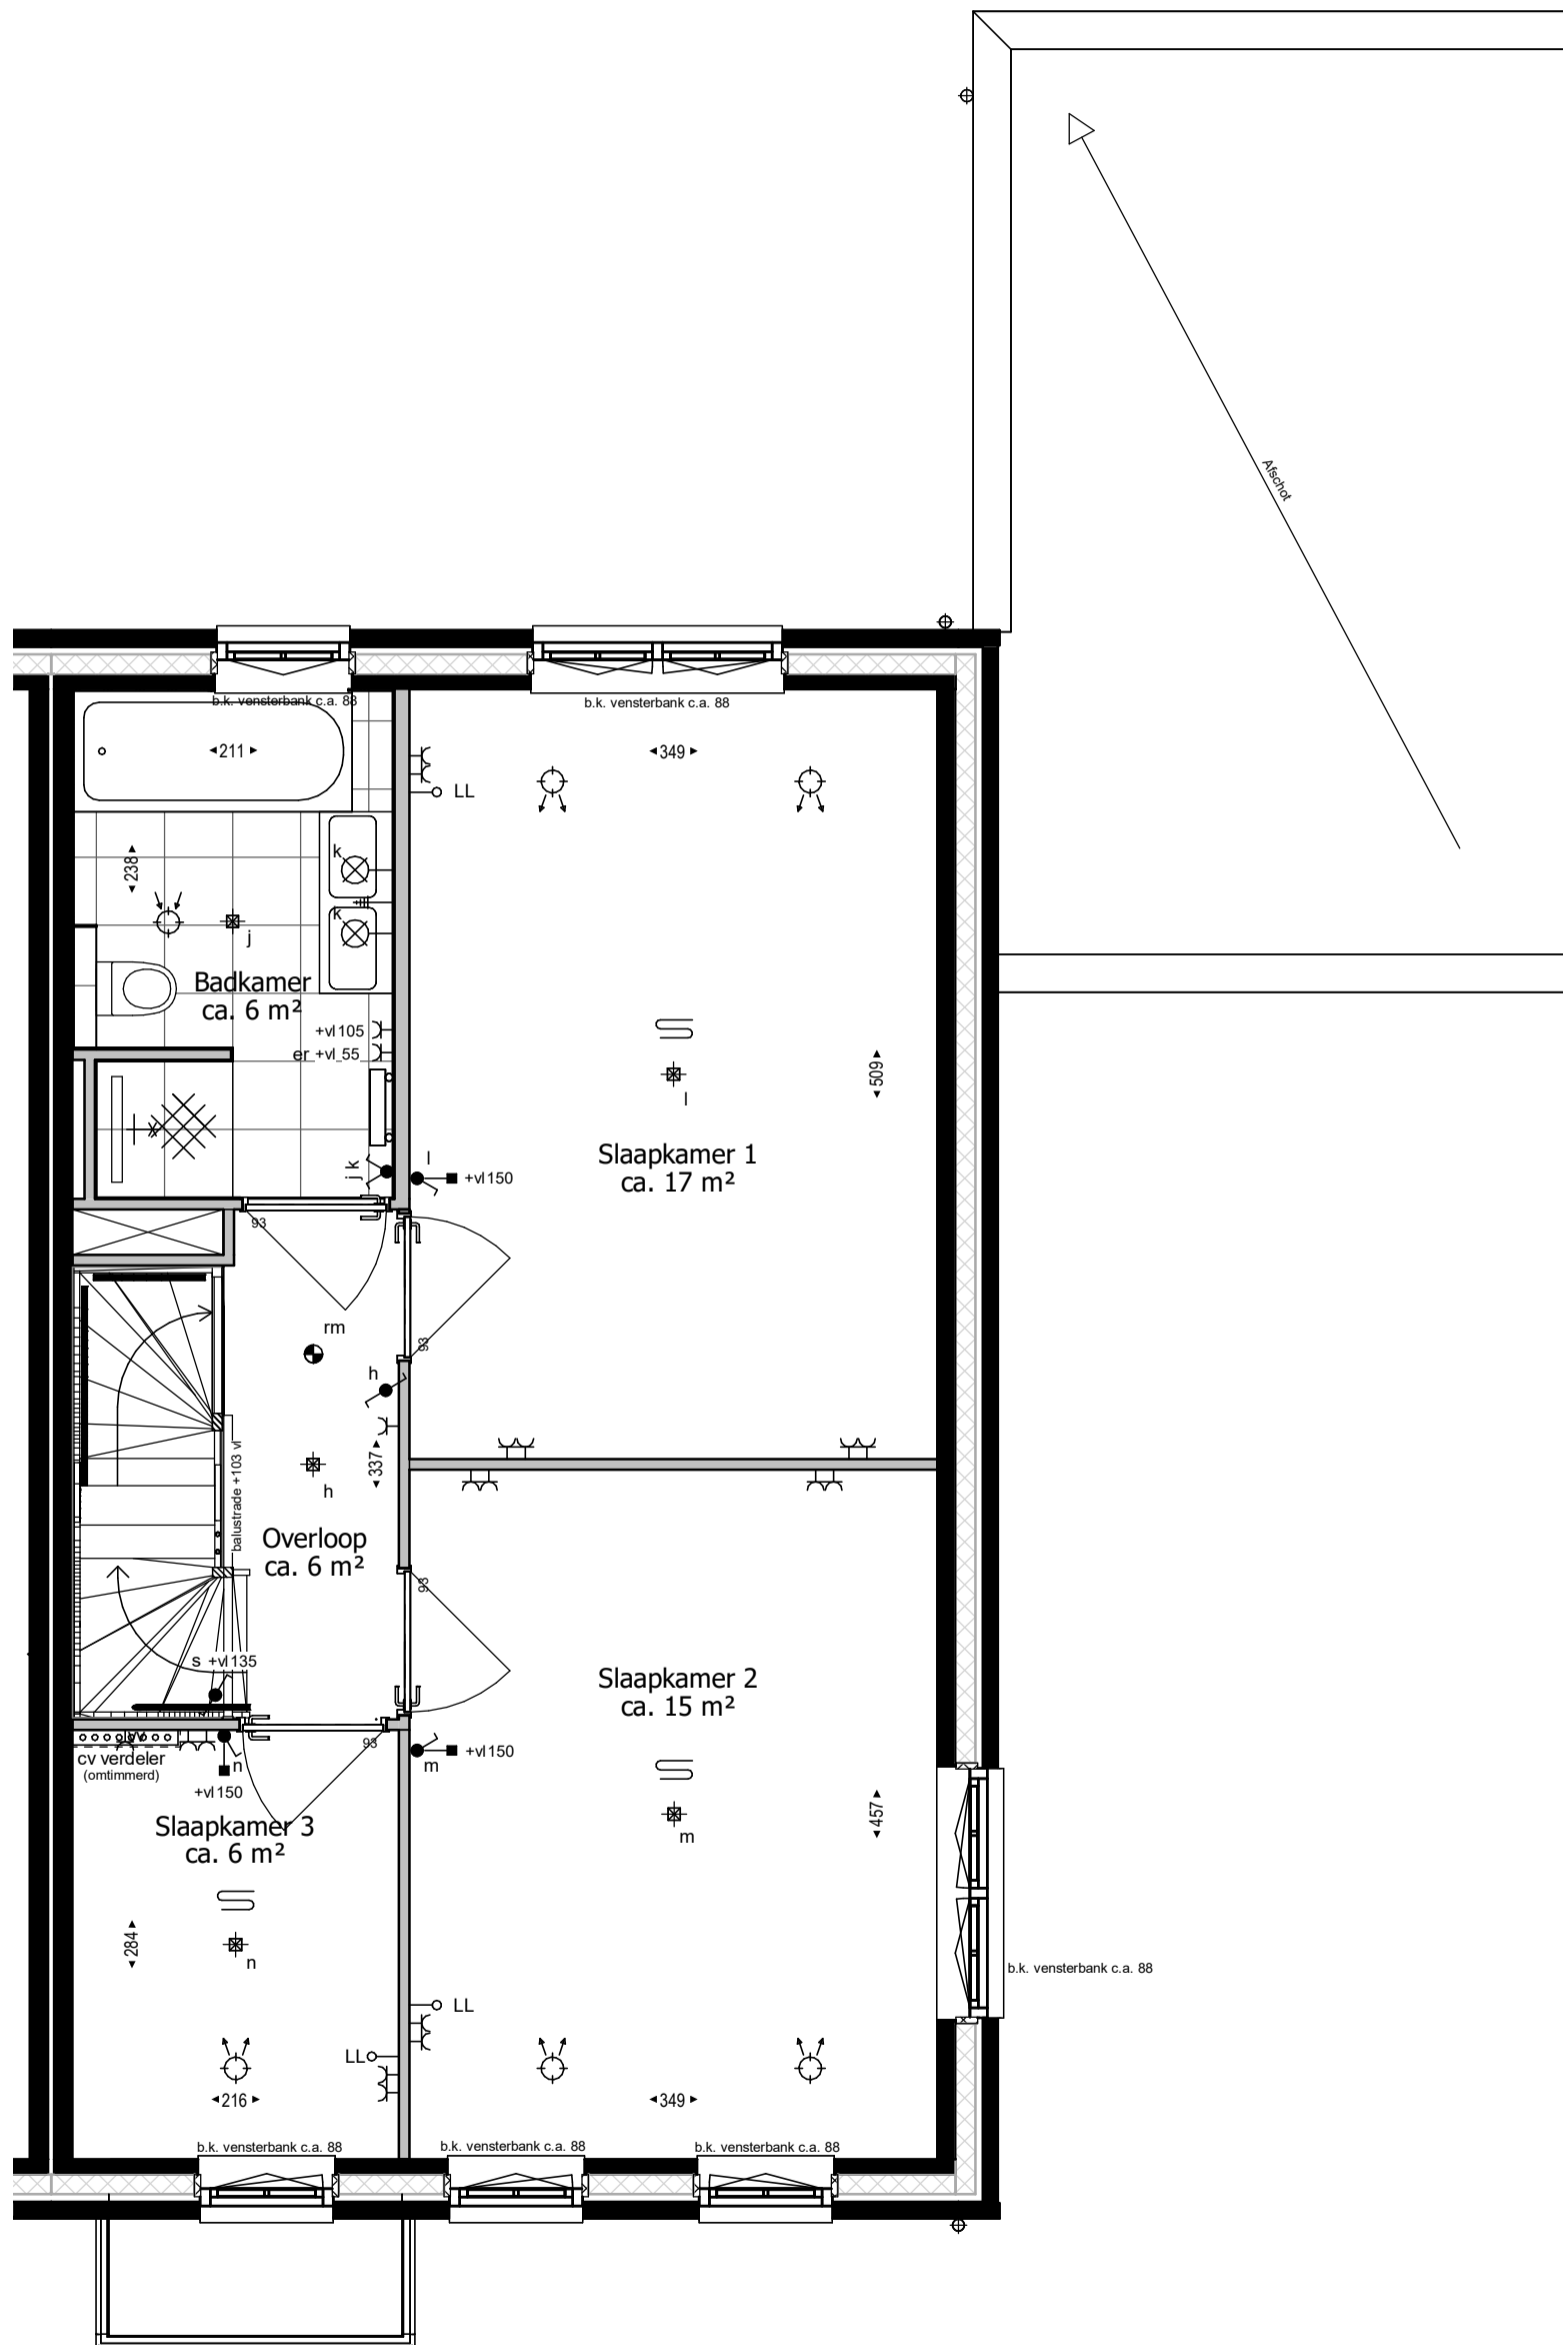 Afschot
b.k. vensterbank c.a. 88
b.k. vensterbank c.a. 88
211
349
LL
k
238
k
j
Badkamer
ca. 6 m²
+vl 105
er +vl 55
509
l
Slaapkamer 1
ca. 17 m²
j k
l
+vl 150
93
rm
93
h
337
balustrade +103 vl
h
Overloop
ca. 6 m²
93
s +vl 135
Slaapkamer 2
ca. 15 m²
93
cv verdeler
(omtimmerd)
n
+vl 150
m
+vl 150
Slaapkamer 3
ca. 6 m²
457
m
284
n
b.k. vensterbank c.a. 88
LL
LL
216
349
b.k. vensterbank c.a. 88
b.k. vensterbank c.a. 88
b.k. vensterbank c.a. 88